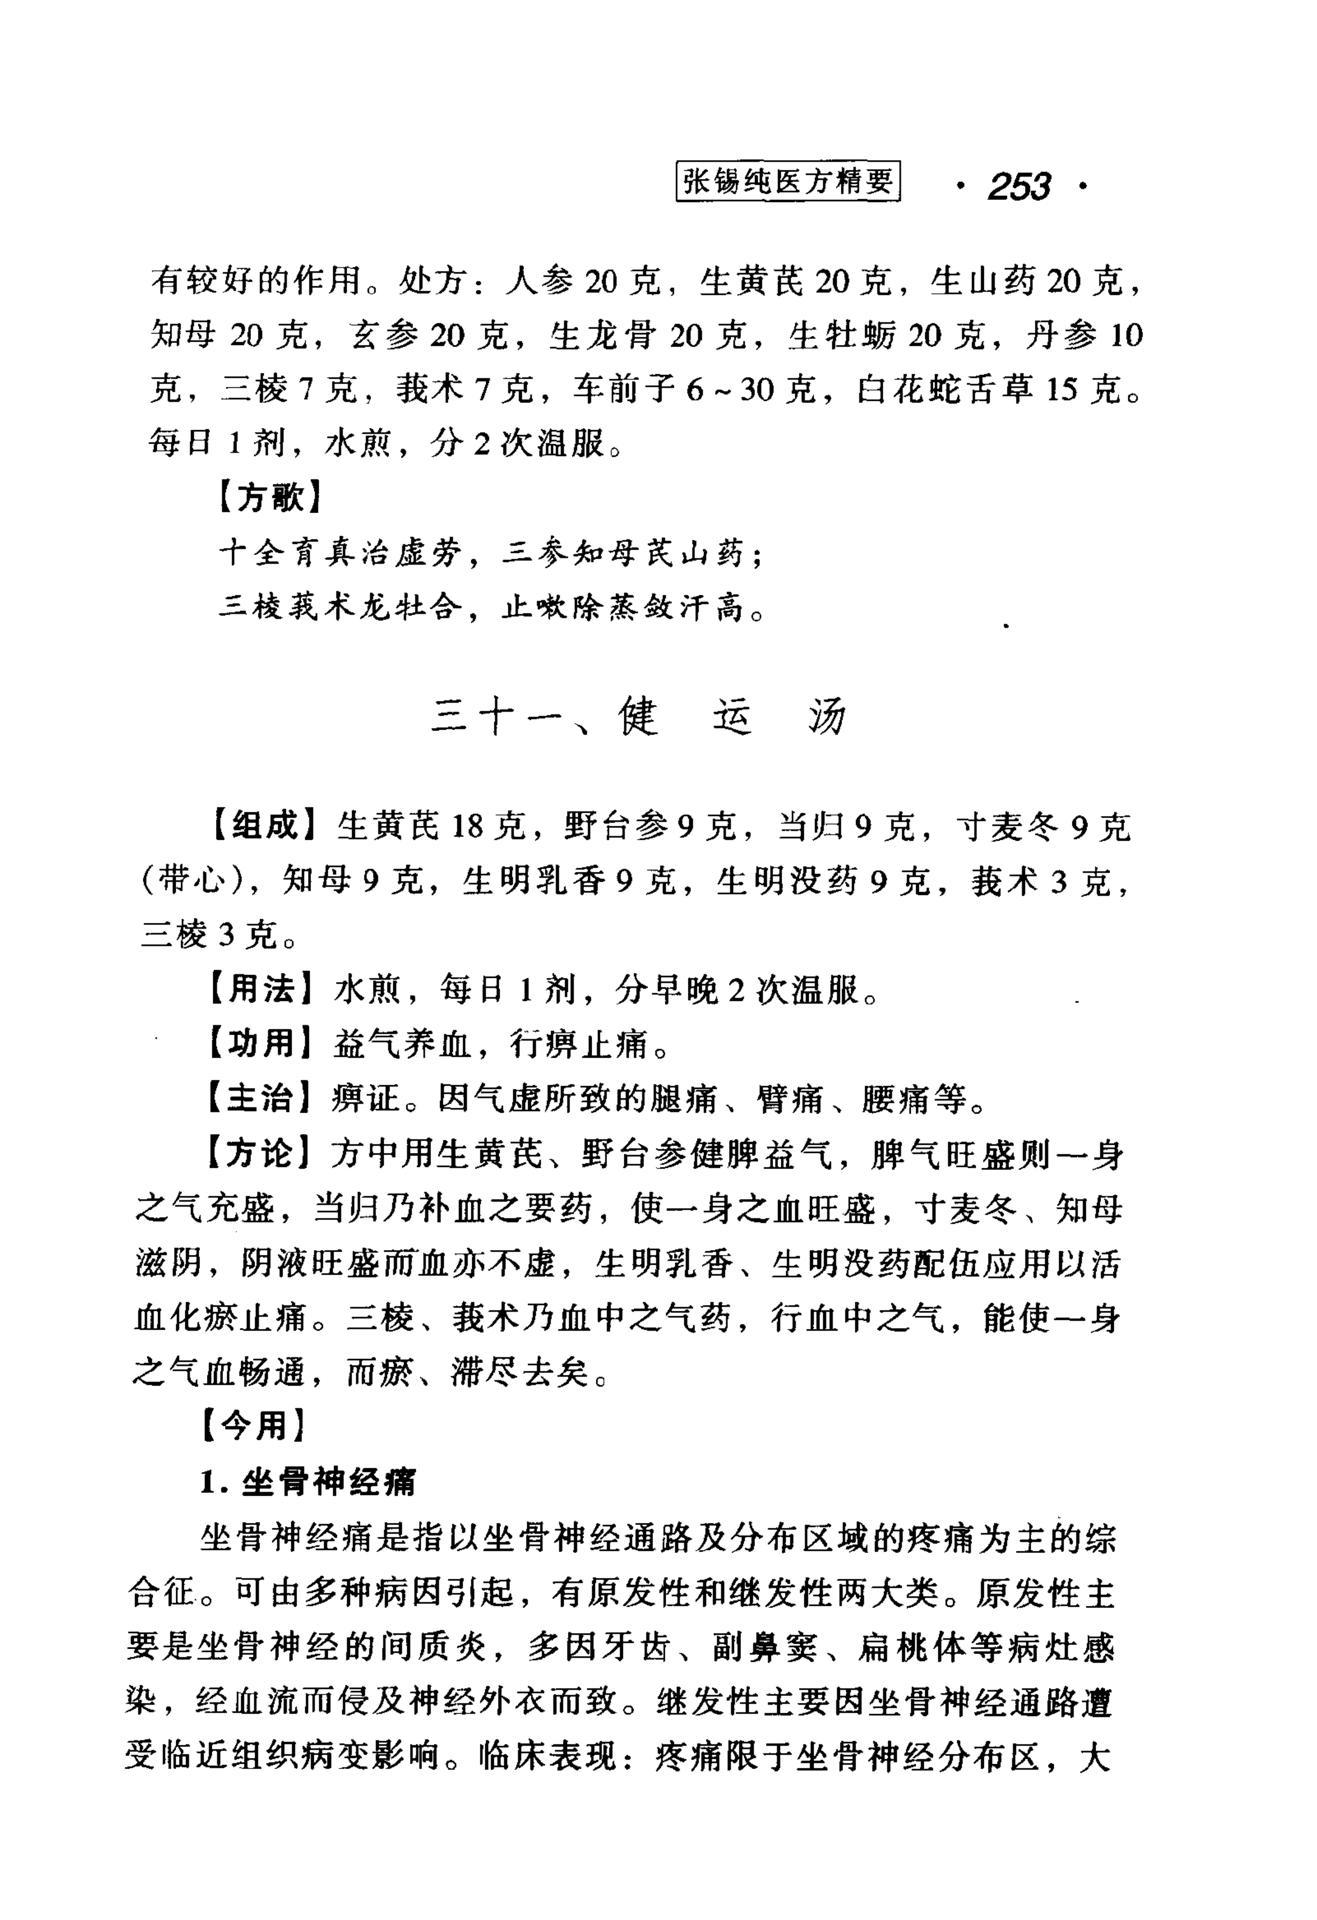 张锡纯医方精要 · 253 ·
有较好的作用。处方：人参 20 克，生黄芪 20 克，生山药 20 克，
知母 20 克，玄参 20 克，生龙骨 20 克，生牡蛎 20 克，丹参 10
克，三棱 7 克，莪术 7 克，车前子 6～30 克，白花蛇舌草 15 克。
每日 1 剂，水煎，分 2 次温服。
【方歌】
十全育真治虚劳，三参知母芪山药；
三棱莪术龙牡合，止嗽除蒸敛汗高。
三十一、健 运 汤
【组成】生黄芪 18 克，野台参 9 克，当归 9 克，寸麦冬 9 克
（带心），知母 9 克，生明乳香 9 克，生明没药 9 克，莪术 3 克，
三棱 3 克。
【用法】水煎，每日 1 剂，分早晚 2 次温服。
【功用】益气养血，行痹止痛。
【主治】痹证。因气虚所致的腿痛、臂痛、腰痛等。
【方论】方中用生黄芪、野台参健脾益气，脾气旺盛则一身
之气充盛，当归乃补血之要药，使一身之血旺盛，寸麦冬、知母
滋阴，阴液旺盛而血亦不虚，生明乳香、生明没药配伍应用以活
血化瘀止痛。三棱、莪术乃血中之气药，行血中之气，能使一身
之气血畅通，而瘀、滞尽去矣。
【今用】
1. 坐骨神经痛
坐骨神经痛是指以坐骨神经通路及分布区域的疼痛为主的综
合征。可由多种病因引起，有原发性和继发性两大类。原发性主
要是坐骨神经的间质炎，多因牙齿、副鼻窦、扁桃体等病灶感
染，经血流而侵及神经外衣而致。继发性主要因坐骨神经通路遭
受临近组织病变影响。临床表现：疼痛限于坐骨神经分布区，大